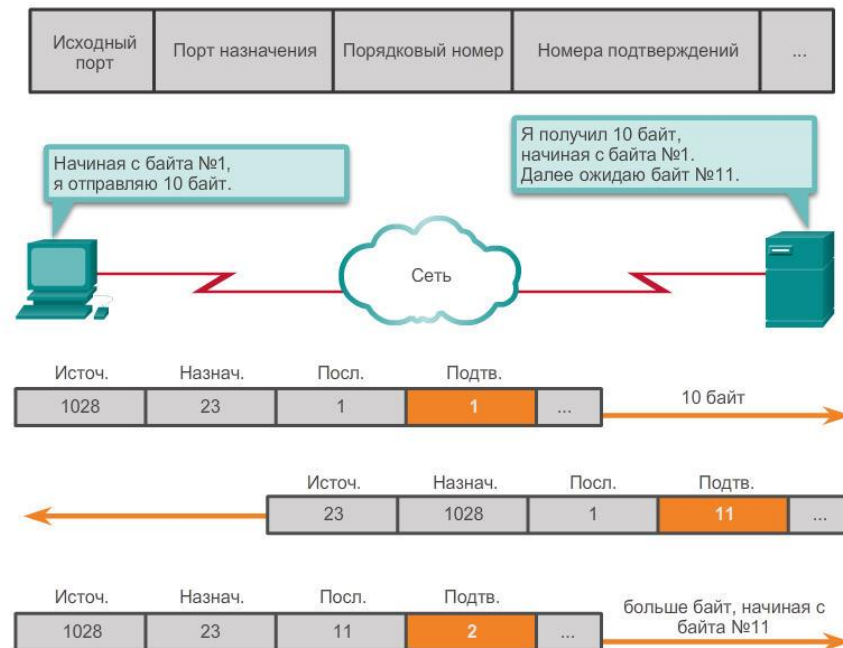 Исходный порт
Порт назначения
Порядковый номер
Номера подтверждений
...
Начиная с байта №1,
я отправляю 10 байт.
Я получил 10 байт,
начиная с байта №1.
Далее ожидаю байт №11.
Сеть
Источ. Назнач. Посл. Подтв.
1028 23 1 1 ...
10 байт
Источ. Назнач. Посл. Подтв.
23 1028 1 11 ...
Источ. Назнач. Посл. Подтв.
1028 23 11 2 ...
больше байт, начиная с
байта №11